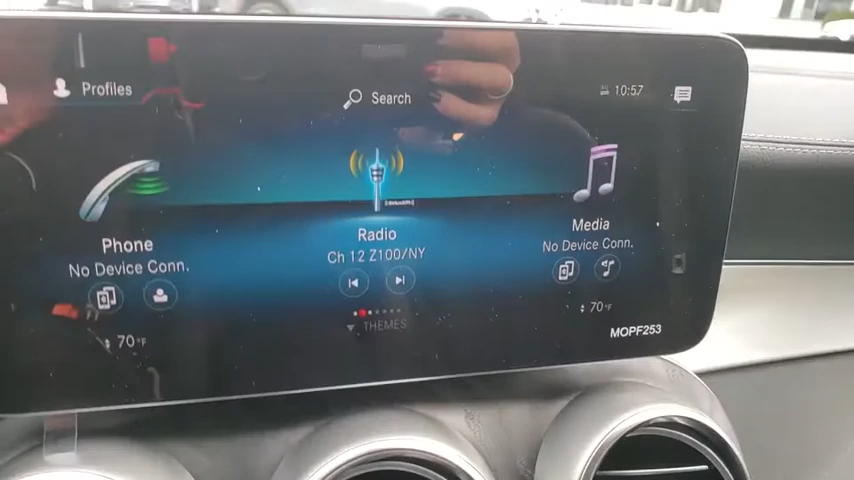 Profiles
Search
10:57
((SiriusXM))
Phone
No Device Conn.
Radio
Ch 12 Z100/NY
Media
No Device Conn.
70°F
THEMES
70°F
MOPF253